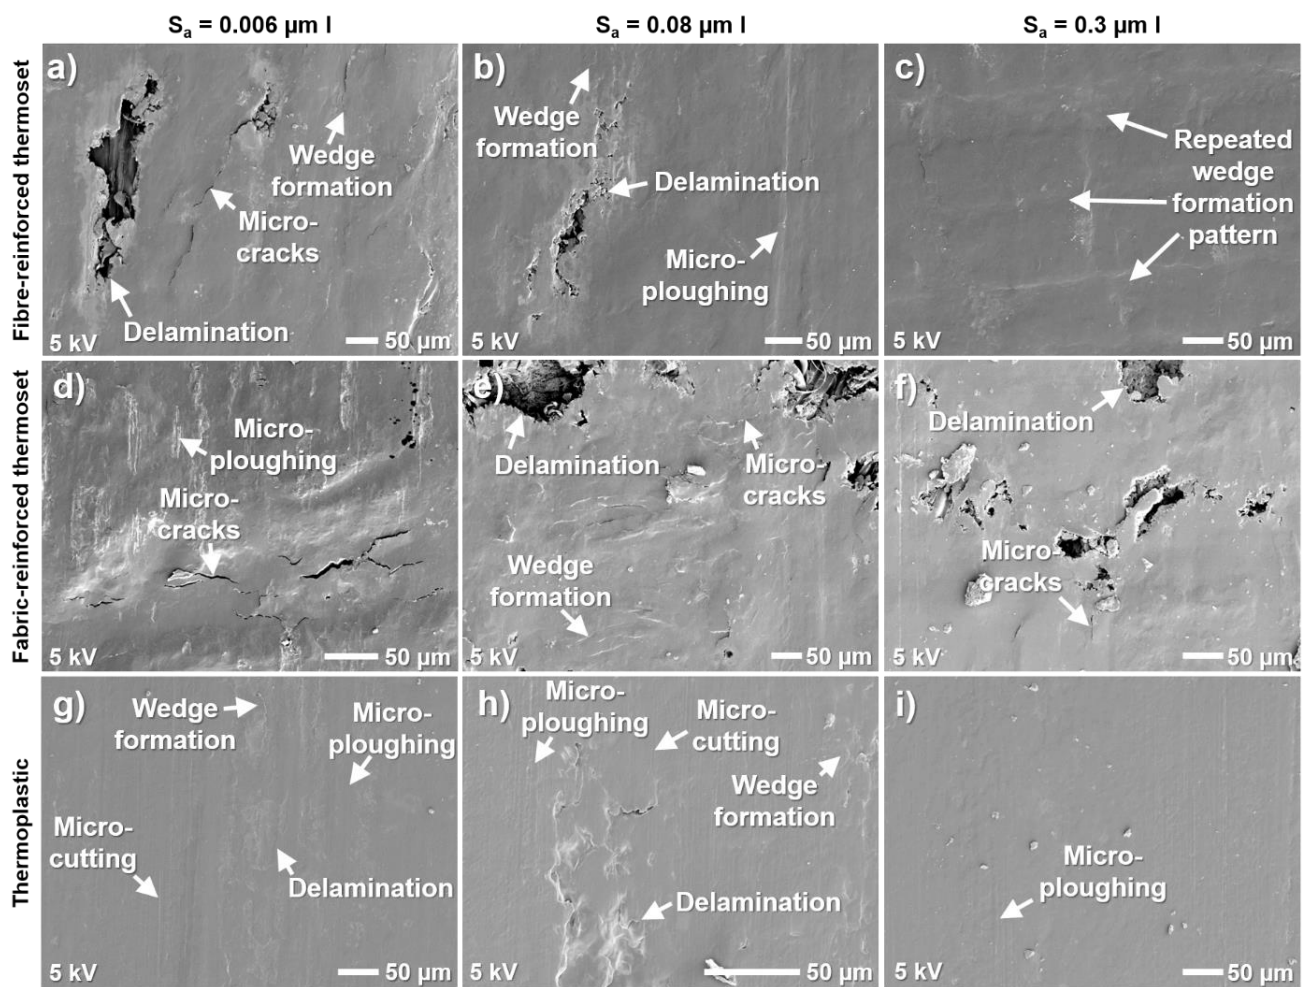 Sa = 0.006 µm I
Sa = 0.08 µm I
Sa = 0.3 µm I
Fibre-reinforced thermoset
a)
Wedge
formation
Micro-
cracks
Delamination
5 kV
50 µm
b)
Wedge
formation
Delamination
Micro-
ploughing
5 kV
50 µm
c)
Repeated
wedge
formation
pattern
5 kV
50 µm
Fabric-reinforced thermoset
d)
Micro-
ploughing
Micro-
cracks
5 kV
50 µm
e)
Delamination
Micro-
cracks
Wedge
formation
5 kV
50 µm
f)
Delamination
Micro-
cracks
5 kV
50 µm
Thermoplastic
g)
Wedge
formation
Micro-
ploughing
Micro-
cutting
Delamination
5 kV
50 µm
h)
Micro-
ploughing
Micro-
cutting
Wedge
formation
Delamination
5 kV
50 µm
i)
Micro-
ploughing
5 kV
50 µm